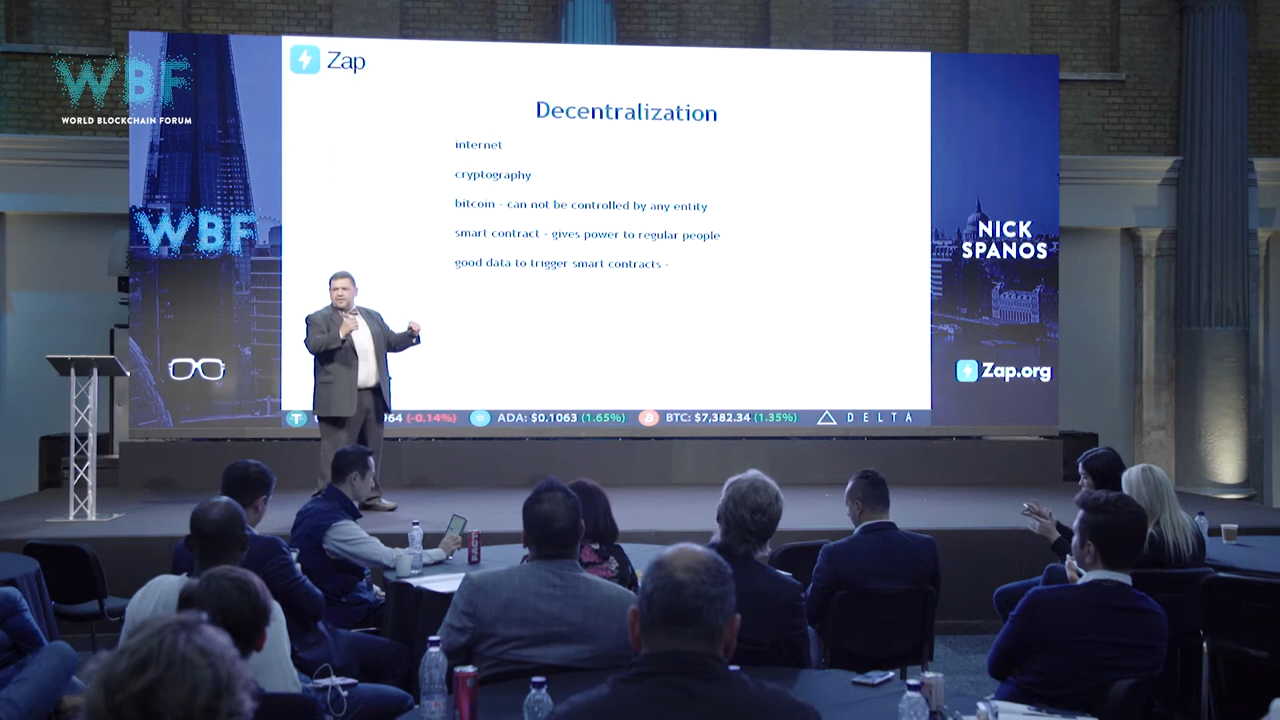 WBF
WORLD BLOCKCHAIN FORUM
Zap
Decentralization
internet
cryptography
bitcoin - can not be controlled by any entity
smart contract - gives power to regular people
good data to trigger smart contracts -
WBF
NICK
SPANOS
Zap.org
964 (-0.14%) ADA: $0.1063 (1.65%) BTC: $7,382.34 (1.35%) DELTA